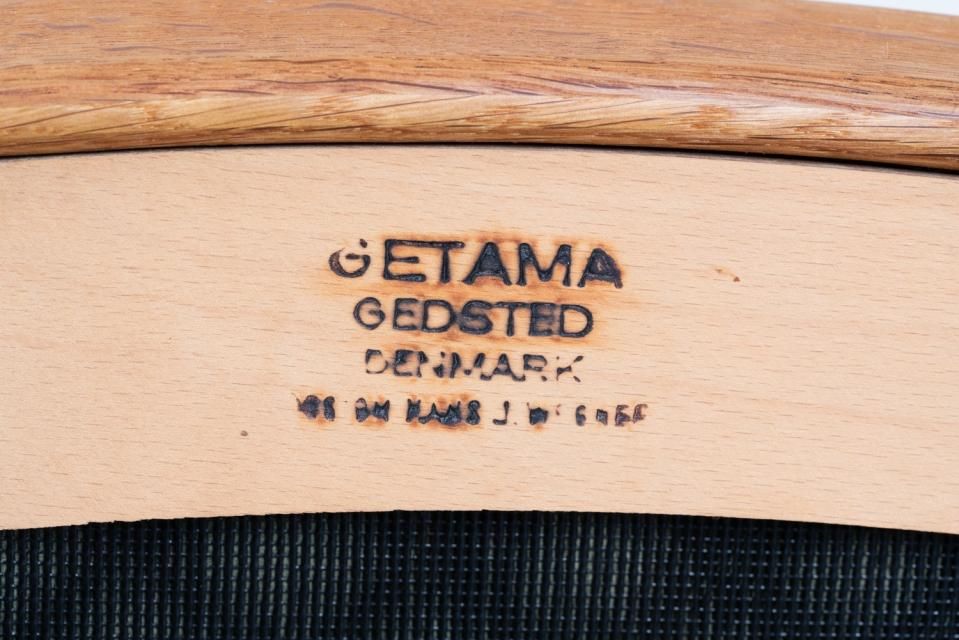 GETAMA
GEDSTED
DENMARK
HANS J.